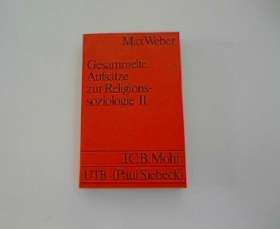 Max Weber
Gesammelte
Aufsätze
zur Religions-
soziologie II
J.C.B. Mohr
UTB (Paul Siebeck)